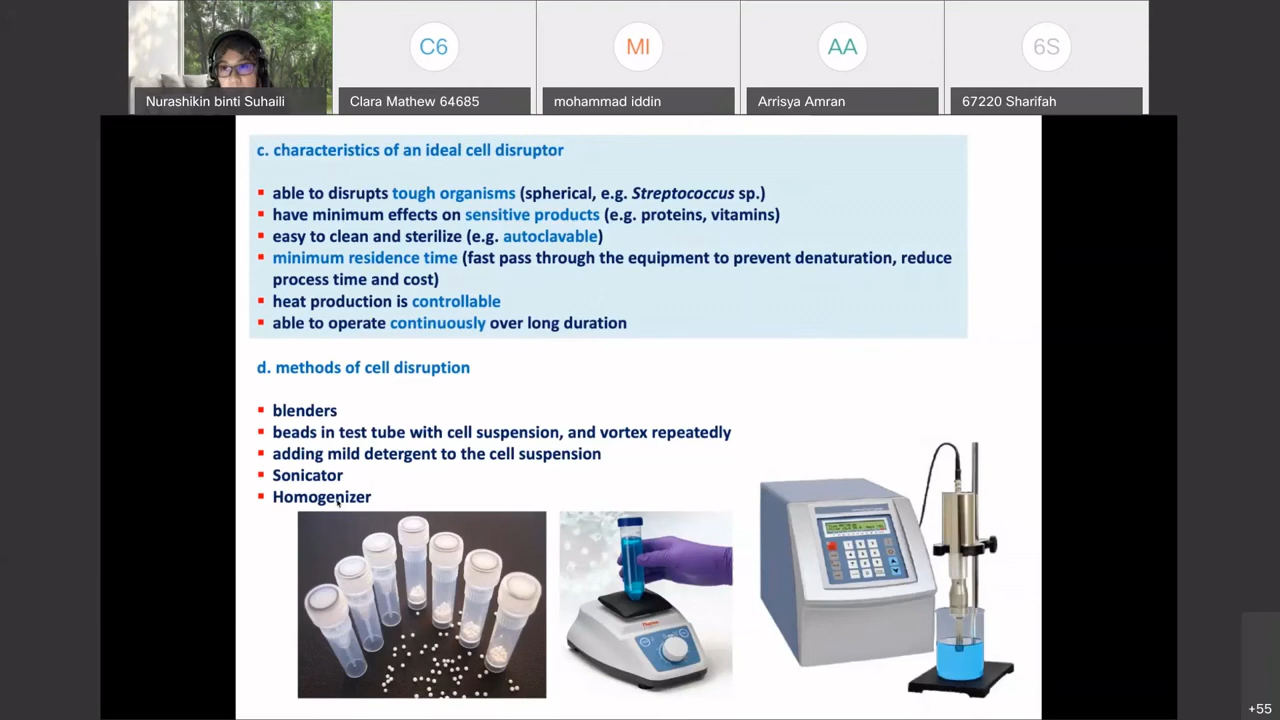 C6
MI
AA
6S
Nurashikin binti Suhaili
Clara Mathew 64685
mohammad iddin
Arrisya Amran
67220 Sharifah
c. characteristics of an ideal cell disruptor
▪ able to disrupts tough organisms (spherical, e.g. Streptococcus sp.)
▪ have minimum effects on sensitive products (e.g. proteins, vitamins)
▪ easy to clean and sterilize (e.g. autoclavable)
▪ minimum residence time (fast pass through the equipment to prevent denaturation, reduce
process time and cost)
▪ heat production is controllable
▪ able to operate continuously over long duration
d. methods of cell disruption
▪ blenders
▪ beads in test tube with cell suspension, and vortex repeatedly
▪ adding mild detergent to the cell suspension
▪ Sonicator
▪ Homogenizer
Thermo
+55